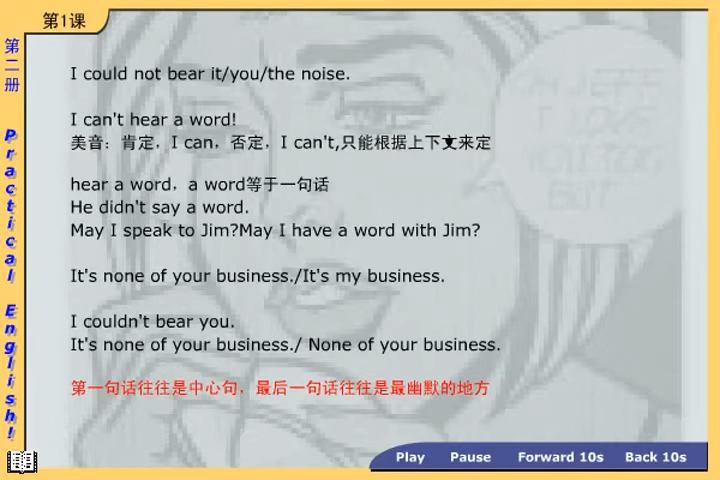 第1课
第二册
Practical English!
I could not bear it/you/the noise.
I can't hear a word!
美音：肯定，I can，否定，I can't,只能根据上下文来定
hear a word，a word等于一句话
He didn't say a word.
May I speak to Jim?May I have a word with Jim?
It's none of your business./It's my business.
I couldn't bear you.
It's none of your business./ None of your business.
第一句话往往是中心句，最后一句话往往是最幽默的地方
Play Pause Forward 10s Back 10s